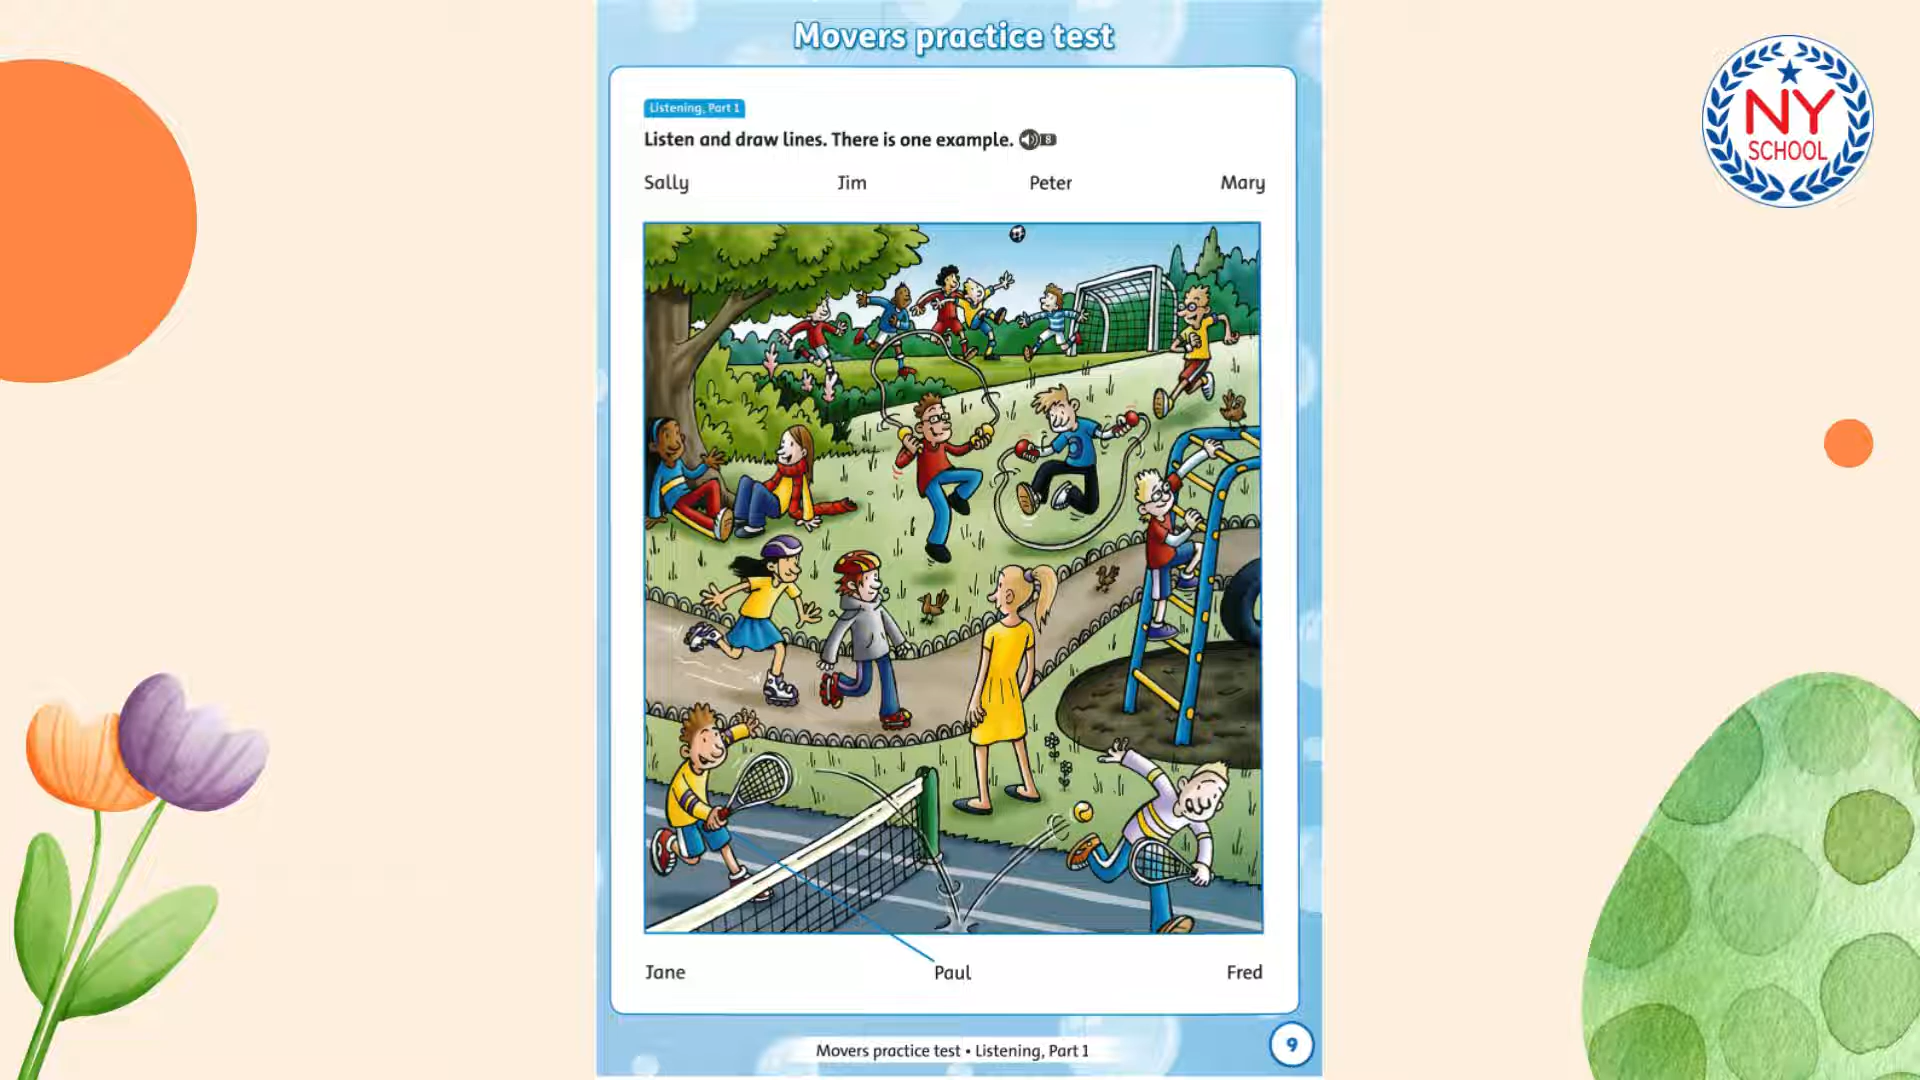 Movers practice test
NY
SCHOOL
Listening, Part 1
Listen and draw lines. There is one example. 8
Sally Jim Peter Mary
Jane Paul Fred
Movers practice test • Listening, Part 1
9